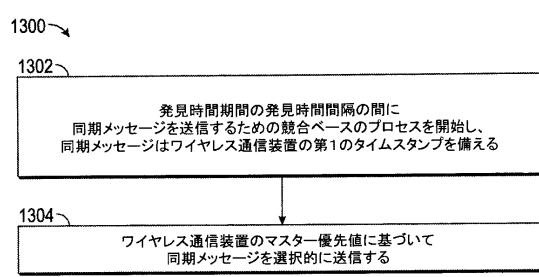 1300
1302
発見時間期間の発見時間間隔の間に
同期メッセージを送信するための競合ベースのプロセスを開始し、
同期メッセージはワイヤレス通信装置の第1のタイムスタンプを備える
1304
ワイヤレス通信装置のマスター優先値に基づいて
同期メッセージを選択的に送信する